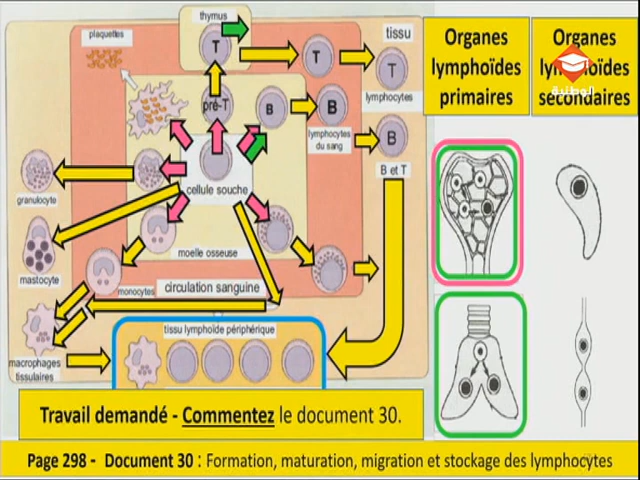 thymus
plaquettes
T
T
tissu
T
lymphocytes
pré-T
B
B
lymphocytes
du sang
B
B et T
cellule souche
granulocyte
mastocyte
moelle osseuse
monocytes
circulation sanguine
macrophages
tissulaires
tissu lymphoïde périphérique
Organes
lymphoïdes
primaires
Organes
lymphoïdes
secondaires
الوطنية
Travail demandé - Commentez le document 30.
Page 298 - Document 30 : Formation, maturation, migration et stockage des lymphocytes